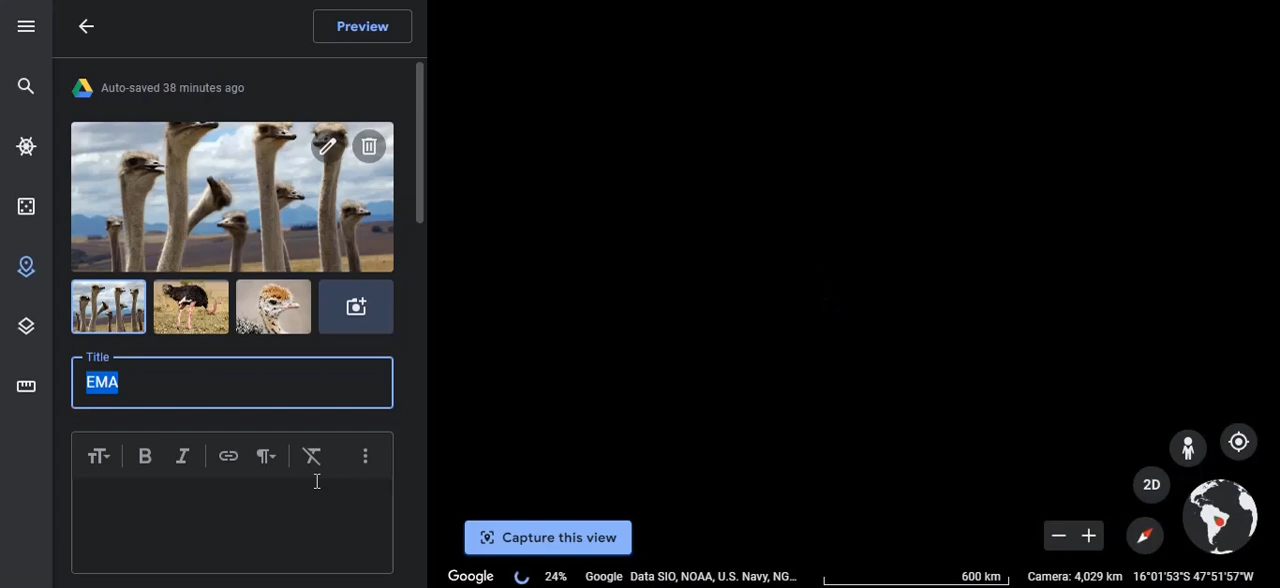 Preview
Auto-saved 38 minutes ago
Title
EMA
B I
2D
Capture this view
Google 24% Google Data SIO, NOAA, U.S. Navy, NG... 600 km Camera: 4,029 km 16°01'53"S 47°51'57"W